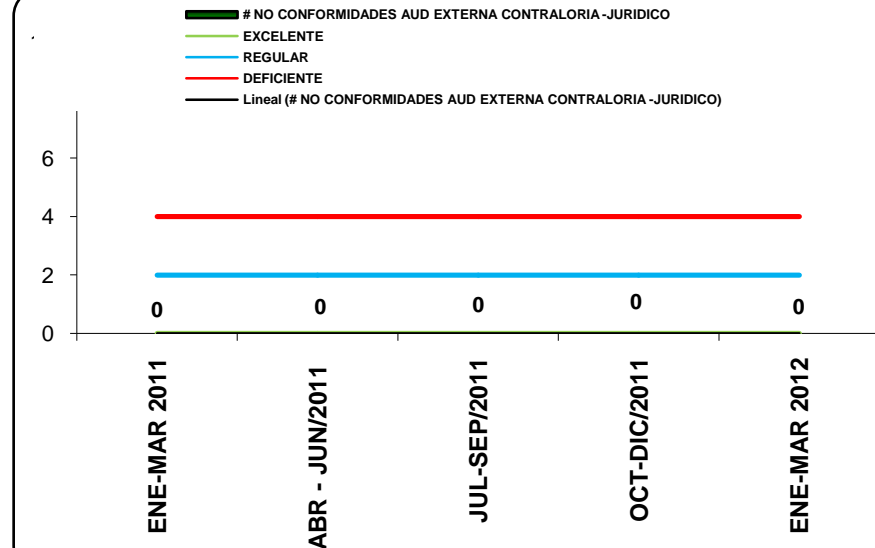 # NO CONFORMIDADES AUD EXTERNA CONTRALORIA -JURIDICO
EXCELENTE
REGULAR
DEFICIENTE
Lineal (# NO CONFORMIDADES AUD EXTERNA CONTRALORIA -JURIDICO)
6
4
2
0
0
0
0
0
0
ENE-MAR 2011
ABR - JUN/2011
JUL-SEP/2011
OCT-DIC/2011
ENE-MAR 2012